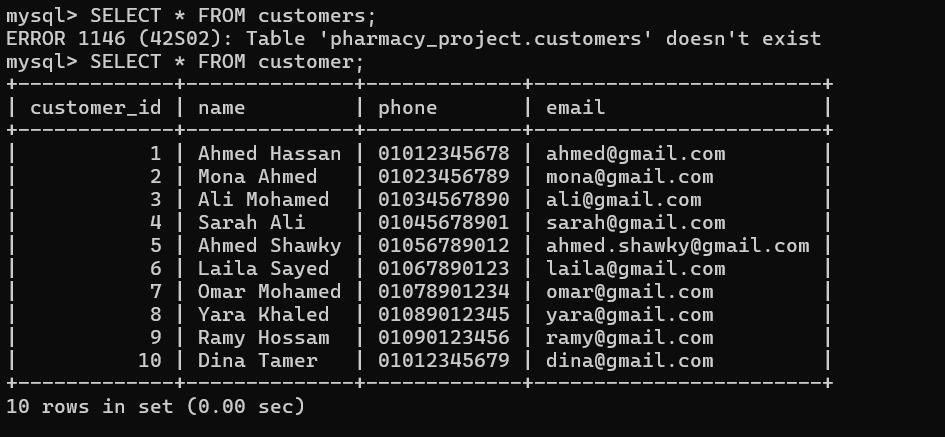 mysql> SELECT * FROM customers;
ERROR 1146 (42S02): Table 'pharmacy_project.customers' doesn't exist
mysql> SELECT * FROM customer;
+-------------+--------------+-------------+------------------------+
| customer_id | name         | phone       | email                  |
+-------------+--------------+-------------+------------------------+
|           1 | Ahmed Hassan | 01012345678 | ahmed@gmail.com        |
|           2 | Mona Ahmed   | 01023456789 | mona@gmail.com         |
|           3 | Ali Mohamed  | 01034567890 | ali@gmail.com          |
|           4 | Sarah Ali    | 01045678901 | sarah@gmail.com        |
|           5 | Ahmed Shawky | 01056789012 | ahmed.shawky@gmail.com |
|           6 | Laila Sayed  | 01067890123 | laila@gmail.com        |
|           7 | Omar Mohamed | 01078901234 | omar@gmail.com         |
|           8 | Yara Khaled  | 01089012345 | yara@gmail.com         |
|           9 | Ramy Hossam  | 01090123456 | ramy@gmail.com         |
|          10 | Dina Tamer   | 01012345679 | dina@gmail.com         |
+-------------+--------------+-------------+------------------------+
10 rows in set (0.00 sec)